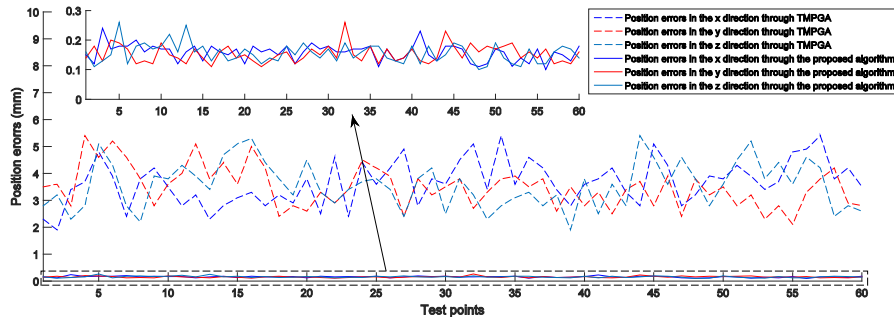 Position errors in the x direction through TMPGA
Position errors in the y direction through TMPGA
Position errors in the z direction through TMPGA
Position errors in the x direction through the proposed algorithm
Position errors in the y direction through the proposed algorithm
Position errors in the z direction through the proposed algorithm
0.3
0.2
0.1
0
5 10 15 20 25 30 35 40 45 50 55 60
Position erorrs (mm)
10
9
8
7
6
5
4
3
2
1
0
5 10 15 20 25 30 35 40 45 50 55 60
Test points